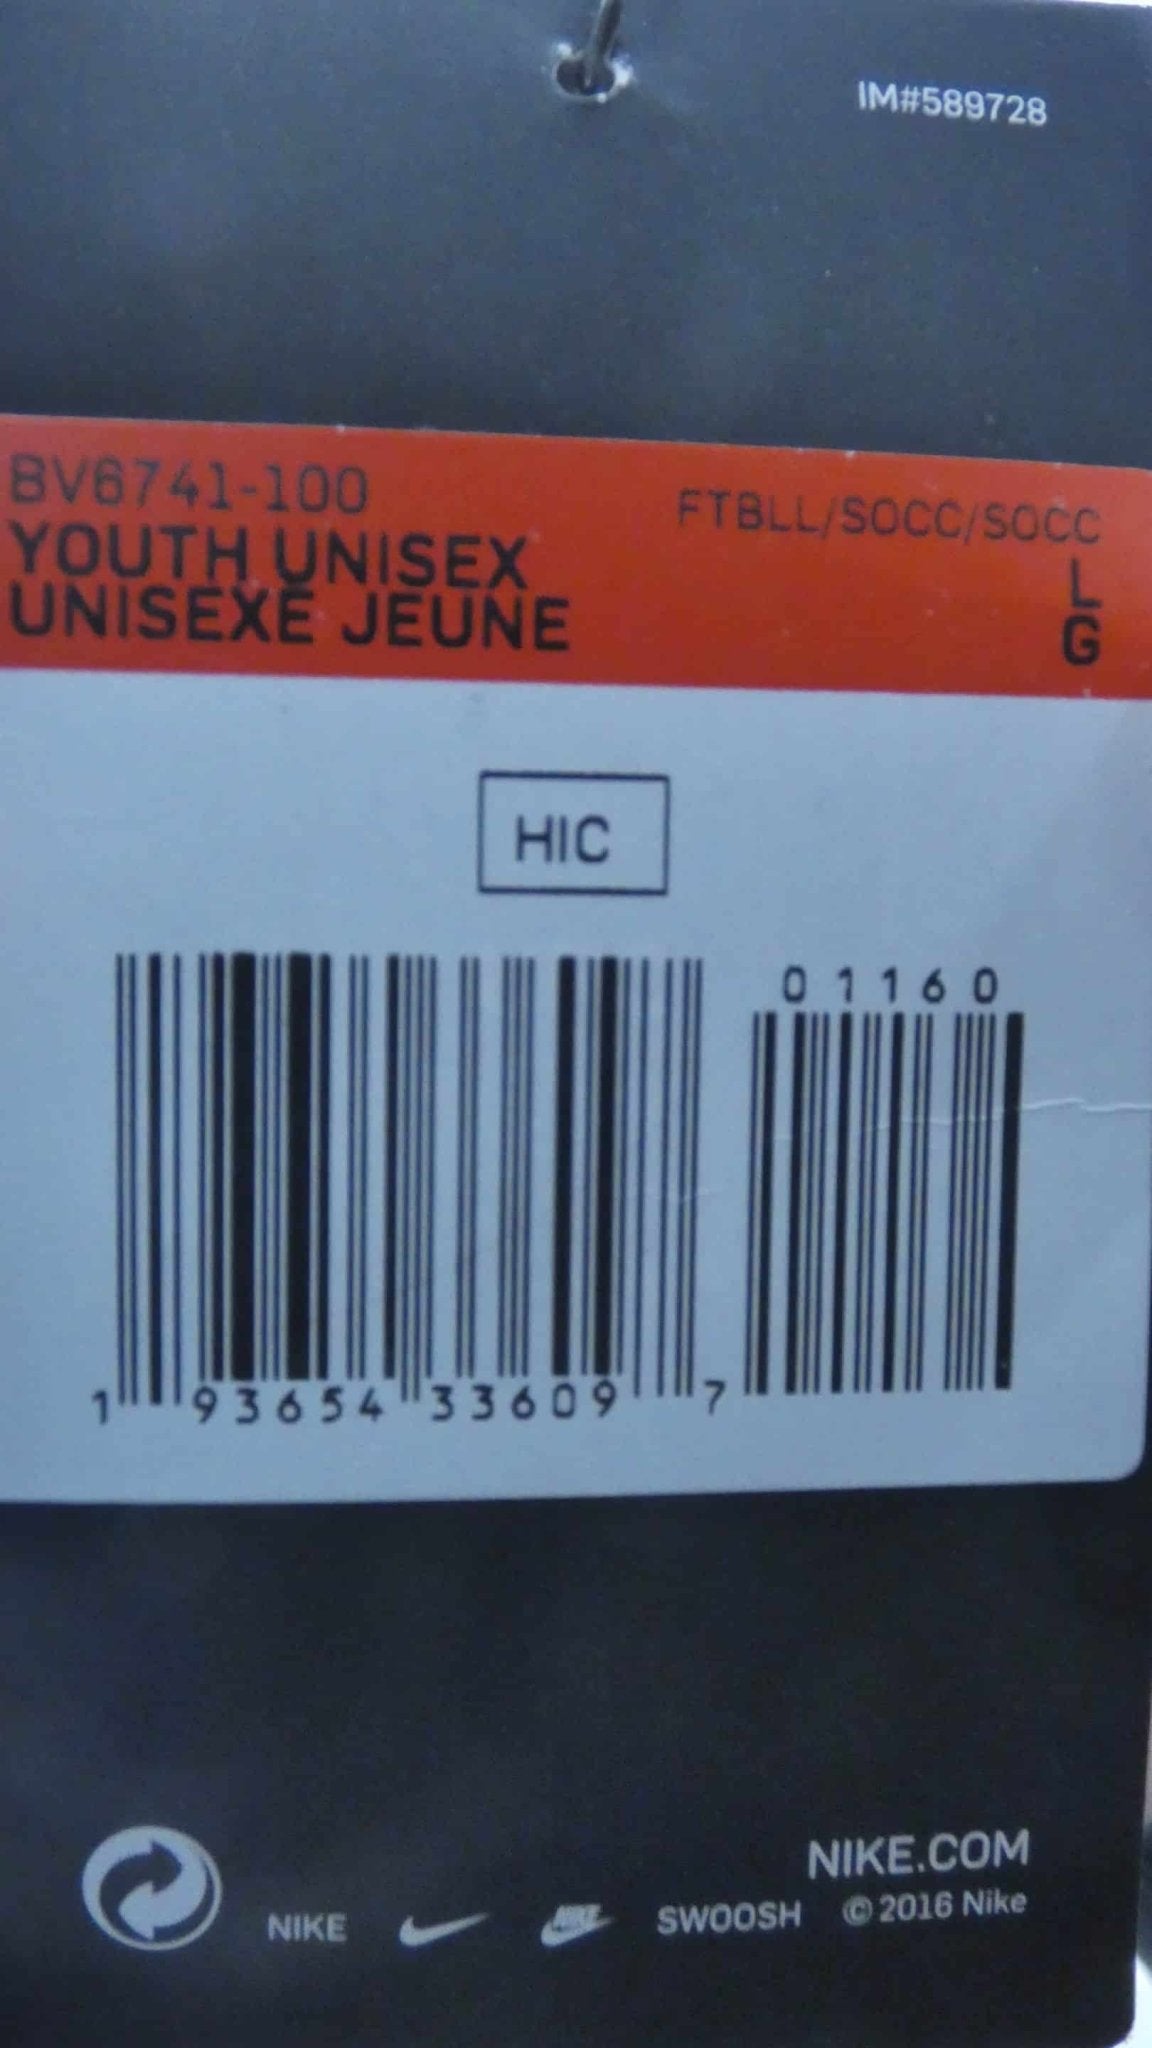 IM#589728
BV6741-100
FTBLL/SOCC/SOCC
YOUTH UNISEX
L
UNISEXE JEUNE
G
HIC
01160
1 93654 33609 7
NIKE.COM
NIKE NIKE SWOOSH © 2016 Nike